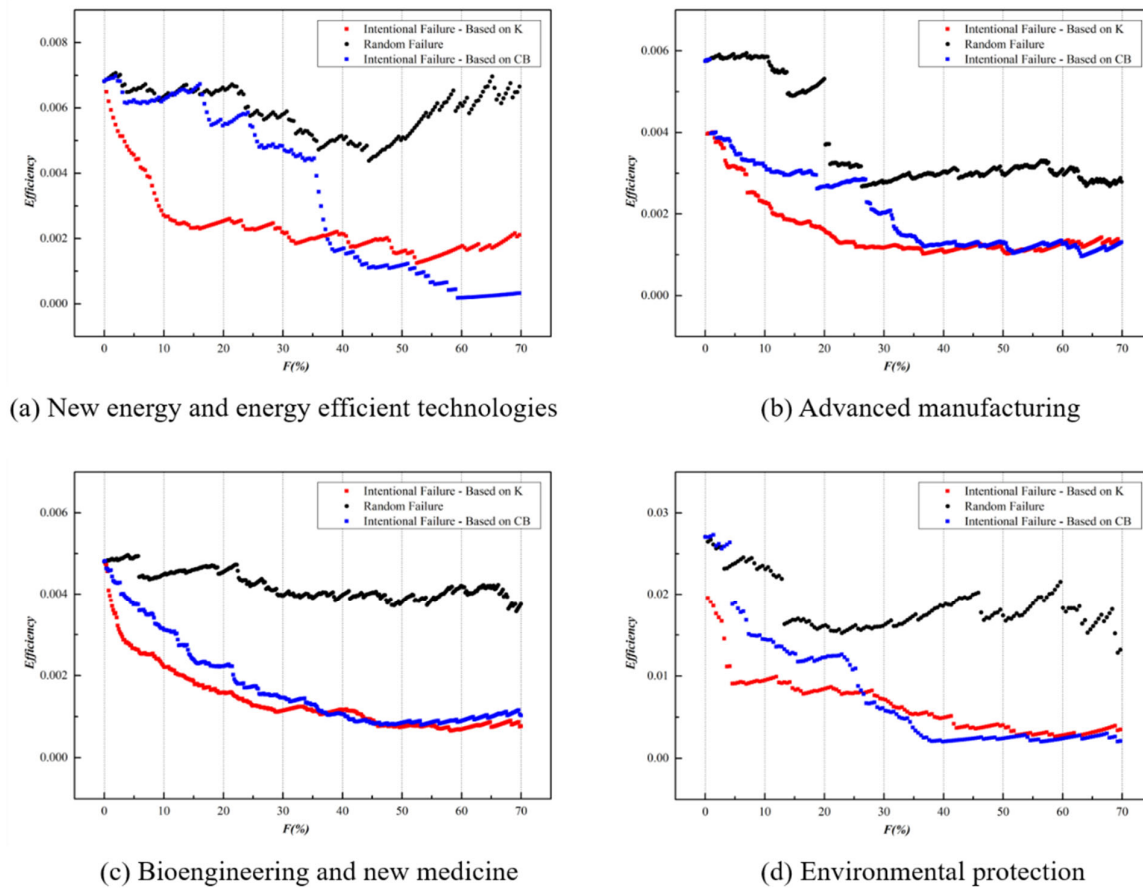 0.008
0.006
0.004
0.002
0.000
Efficiency
Intentional Failure - Based on K
Random Failure
Intentional Failure - Based on CB
0 10 20 30 40 50 60 70
F(%)
(a) New energy and energy efficient technologies
0.006
0.004
0.002
0.000
Efficiency
Intentional Failure - Based on K
Random Failure
Intentional Failure - Based on CB
0 10 20 30 40 50 60 70
F(%)
(b) Advanced manufacturing
0.006
0.004
0.002
0.000
Efficiency
Intentional Failure - Based on K
Random Failure
Intentional Failure - Based on CB
0 10 20 30 40 50 60 70
F(%)
(c) Bioengineering and new medicine
0.03
0.02
0.01
0.00
Efficiency
Intentional Failure - Based on K
Random Failure
Intentional Failure - Based on CB
0 10 20 30 40 50 60 70
F(%)
(d) Environmental protection